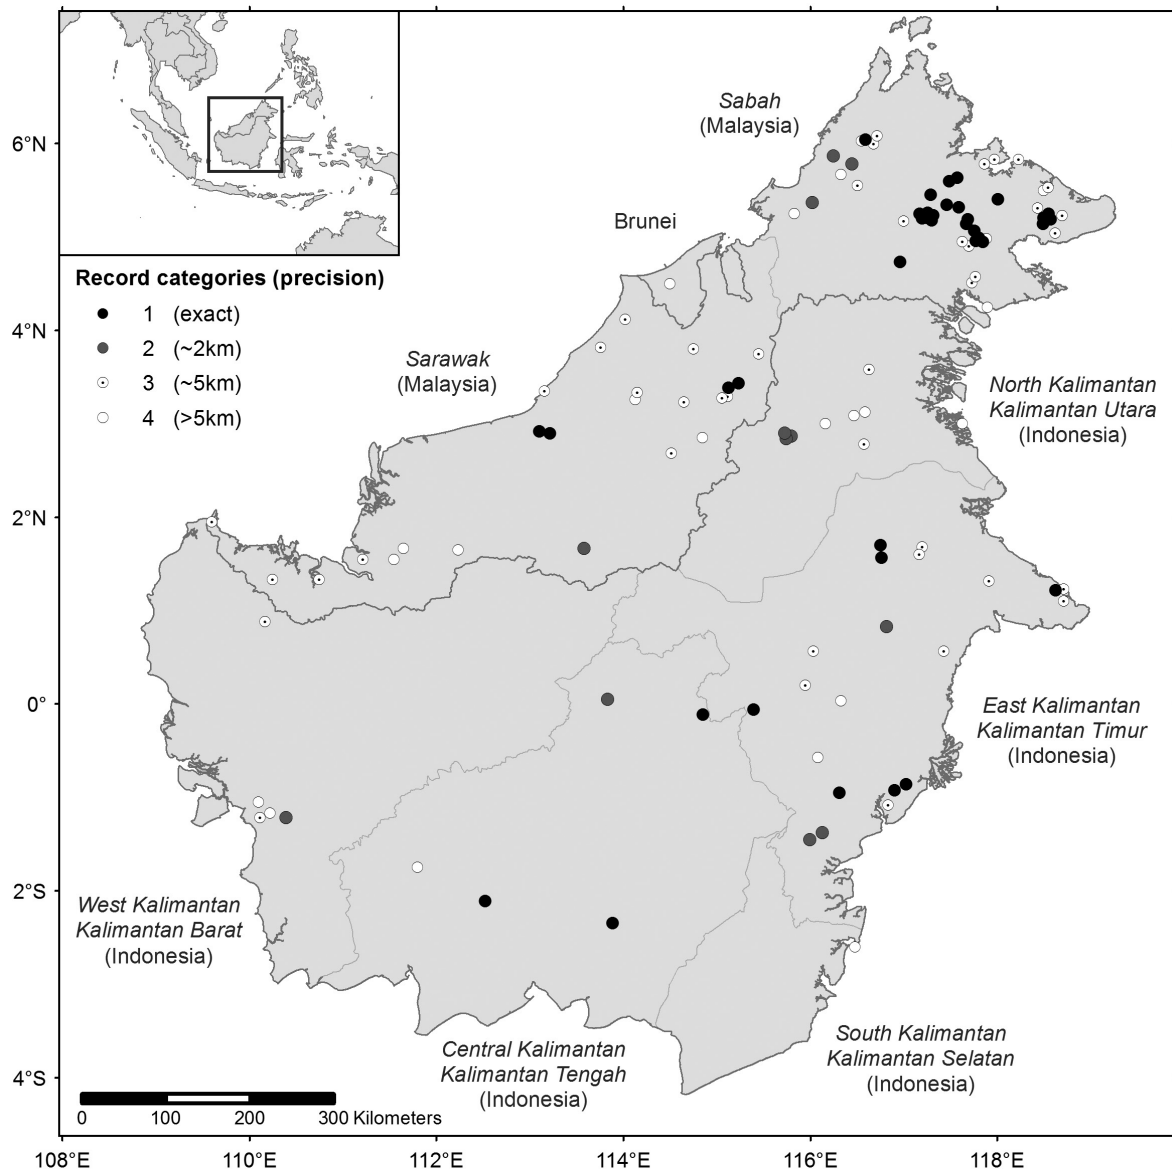 Sabah
(Malaysia)
6°N
Brunei
Record categories (precision)
1 (exact)
2 (~2km)
3 (~5km)
4 (>5km)
4°N
Sarawak
(Malaysia)
North Kalimantan
Kalimantan Utara
(Indonesia)
2°N
0°
East Kalimantan
Kalimantan Timur
(Indonesia)
2°S
West Kalimantan
Kalimantan Barat
(Indonesia)
South Kalimantan
Kalimantan Selatan
(Indonesia)
Central Kalimantan
Kalimantan Tengah
(Indonesia)
4°S
0 100 200 300 Kilometers
108°E 110°E 112°E 114°E 116°E 118°E